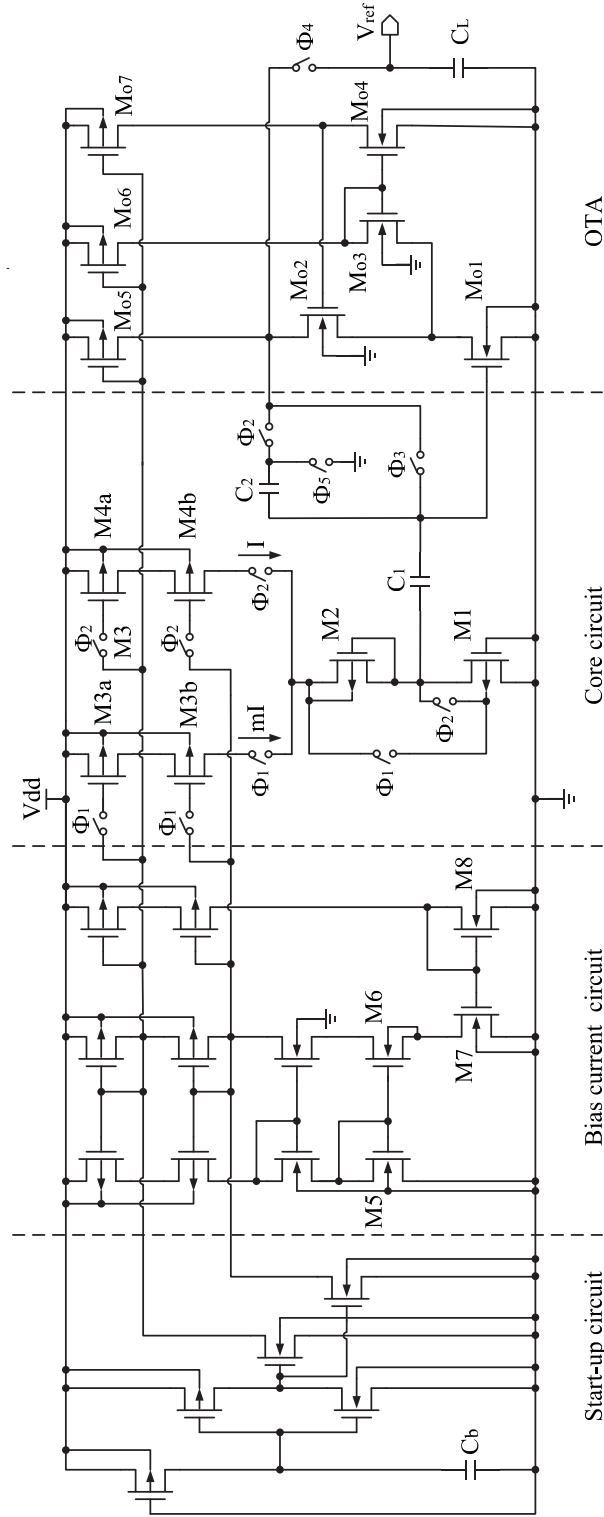 Vdd
M3a
M3
M4a
Φ1
Φ2
M3b
M4b
Φ1
Φ2
mI
I
Φ1
Φ2
M2
Φ1
Φ2
M1
C1
C2
Φ2
Φ5
Φ3
Mo5
Mo6
Mo7
Mo2
Mo3
Mo4
Mo1
Φ4
Vref
CL
M5
M6
M7
M8
Cb
Start-up circuit
Bias current circuit
Core circuit
OTA